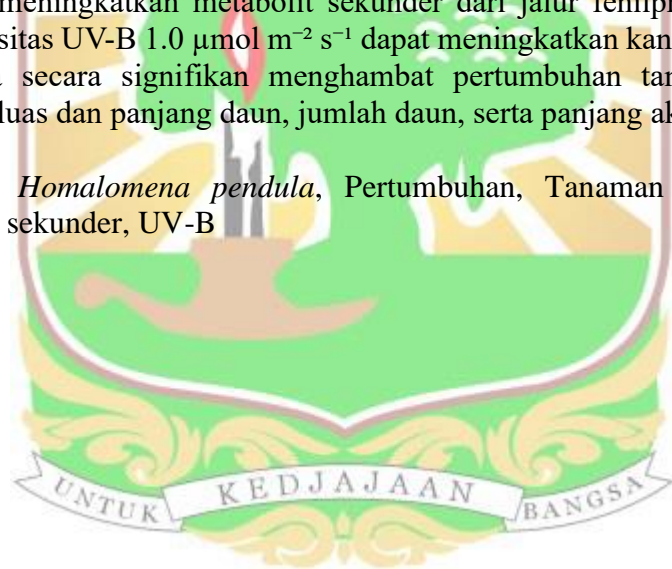 meningkatkan metabolit sekunder dari jalur
sitas UV-B 1.0 µmol m⁻² s⁻¹ dapat meningkatkan kan
secara signifikan menghambat pertumbuhan tan
luas dan panjang daun, jumlah daun, serta panjang ak
Homalomena pendula, Pertumbuhan, Tanaman
sekunder, UV-B
UNTUK KEDJAJAAN BANGSA